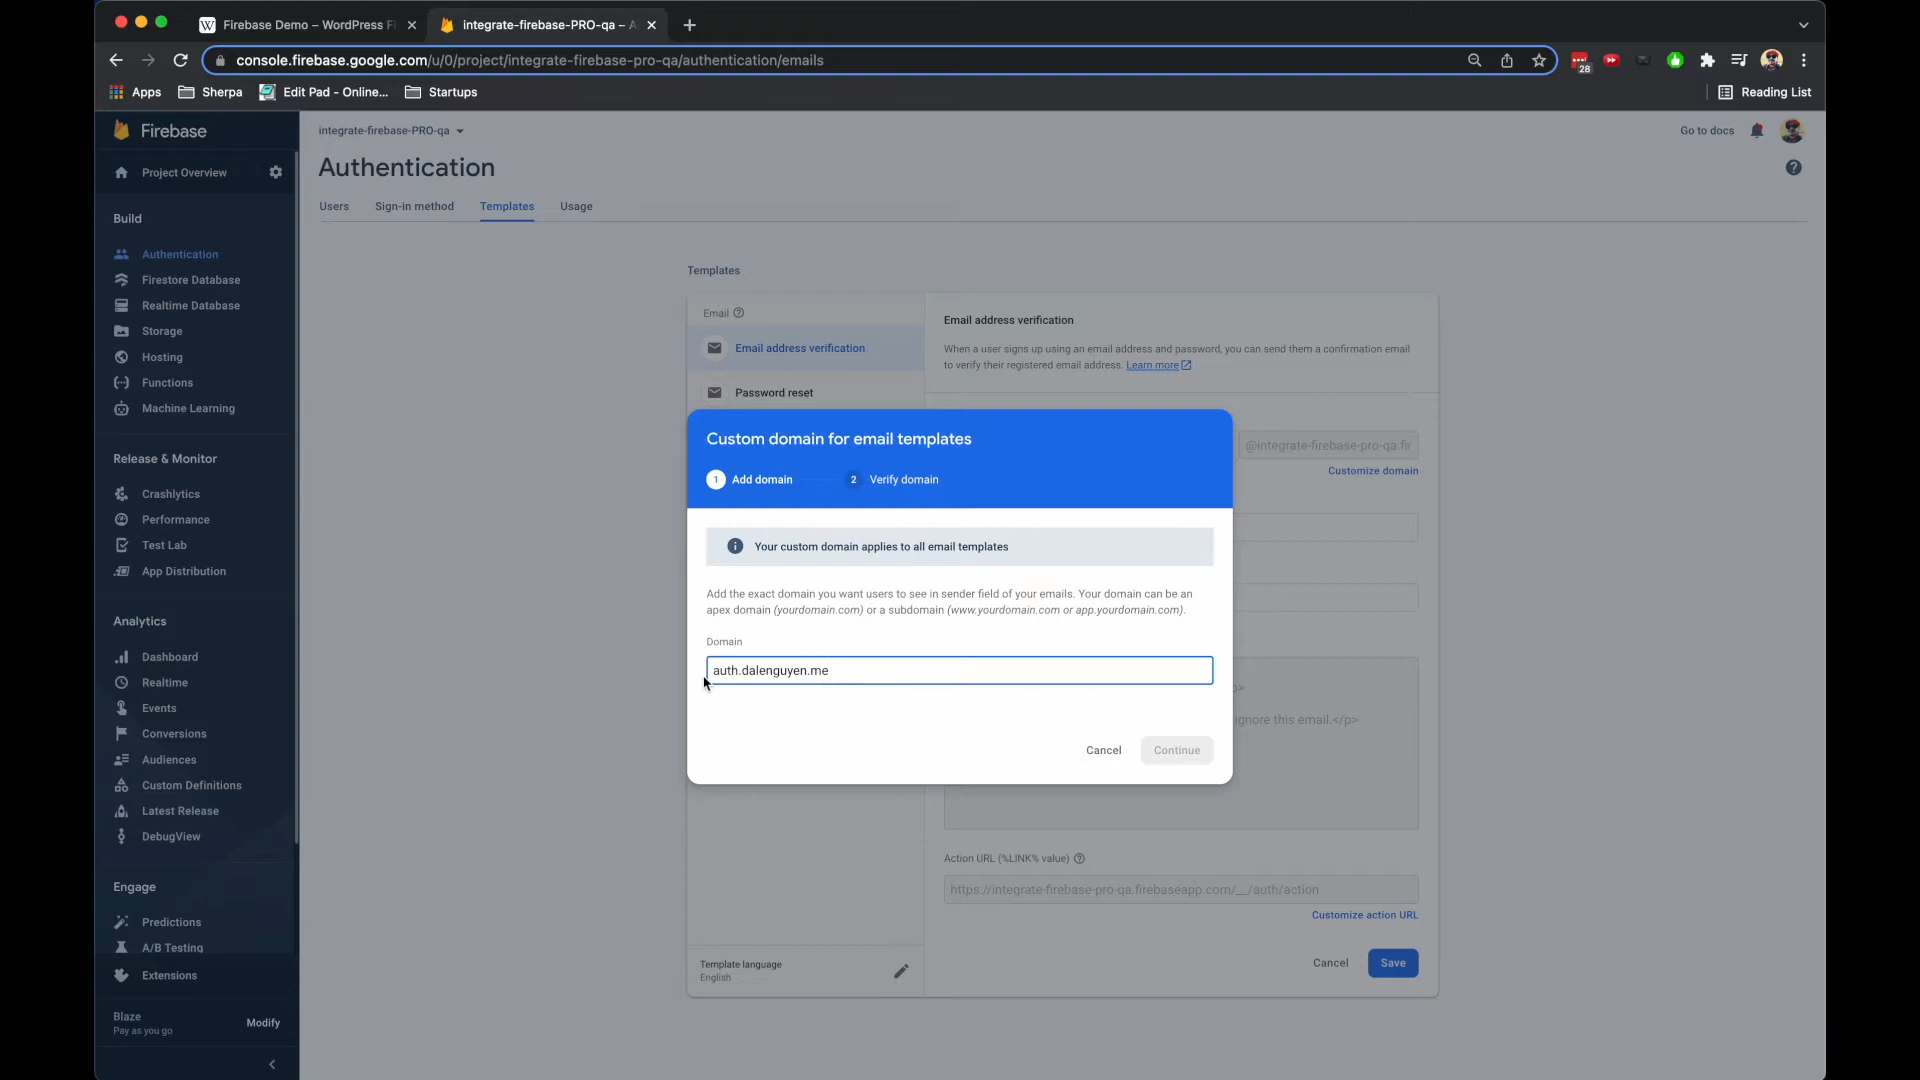 Firebase Demo – WordPress Fi
integrate-firebase-PRO-qa – A
console.firebase.google.com/u/0/project/integrate-firebase-pro-qa/authentication/emails
28
Apps
Sherpa
Edit Pad - Online...
Startups
Reading List
Firebase
Project Overview
Build
Authentication
Firestore Database
Realtime Database
Storage
Hosting
Functions
Machine Learning
Release & Monitor
Crashlytics
Performance
Test Lab
App Distribution
Analytics
Dashboard
Realtime
Events
Conversions
Audiences
Custom Definitions
Latest Release
DebugView
Engage
Predictions
A/B Testing
Extensions
Blaze
Pay as you go
Modify
integrate-firebase-PRO-qa
Go to docs
Authentication
Users
Sign-in method
Templates
Usage
Templates
Email
Email address verification
Password reset
Template language
English
Email address verification
When a user signs up using an email address and password, you can send them a confirmation email
to verify their registered email address. Learn more
@integrate-firebase-pro-qa.fir
Customize domain
Custom domain for email templates
1 Add domain
2 Verify domain
Your custom domain applies to all email templates
Add the exact domain you want users to see in sender field of your emails. Your domain can be an
apex domain (yourdomain.com) or a subdomain (www.yourdomain.com or app.yourdomain.com).
Domain
auth.dalenguyen.me
Cancel
Continue
ignore this email.</p>
Action URL (%LINK% value)
https://integrate-firebase-pro-qa.firebaseapp.com/__/auth/action
Customize action URL
Cancel
Save